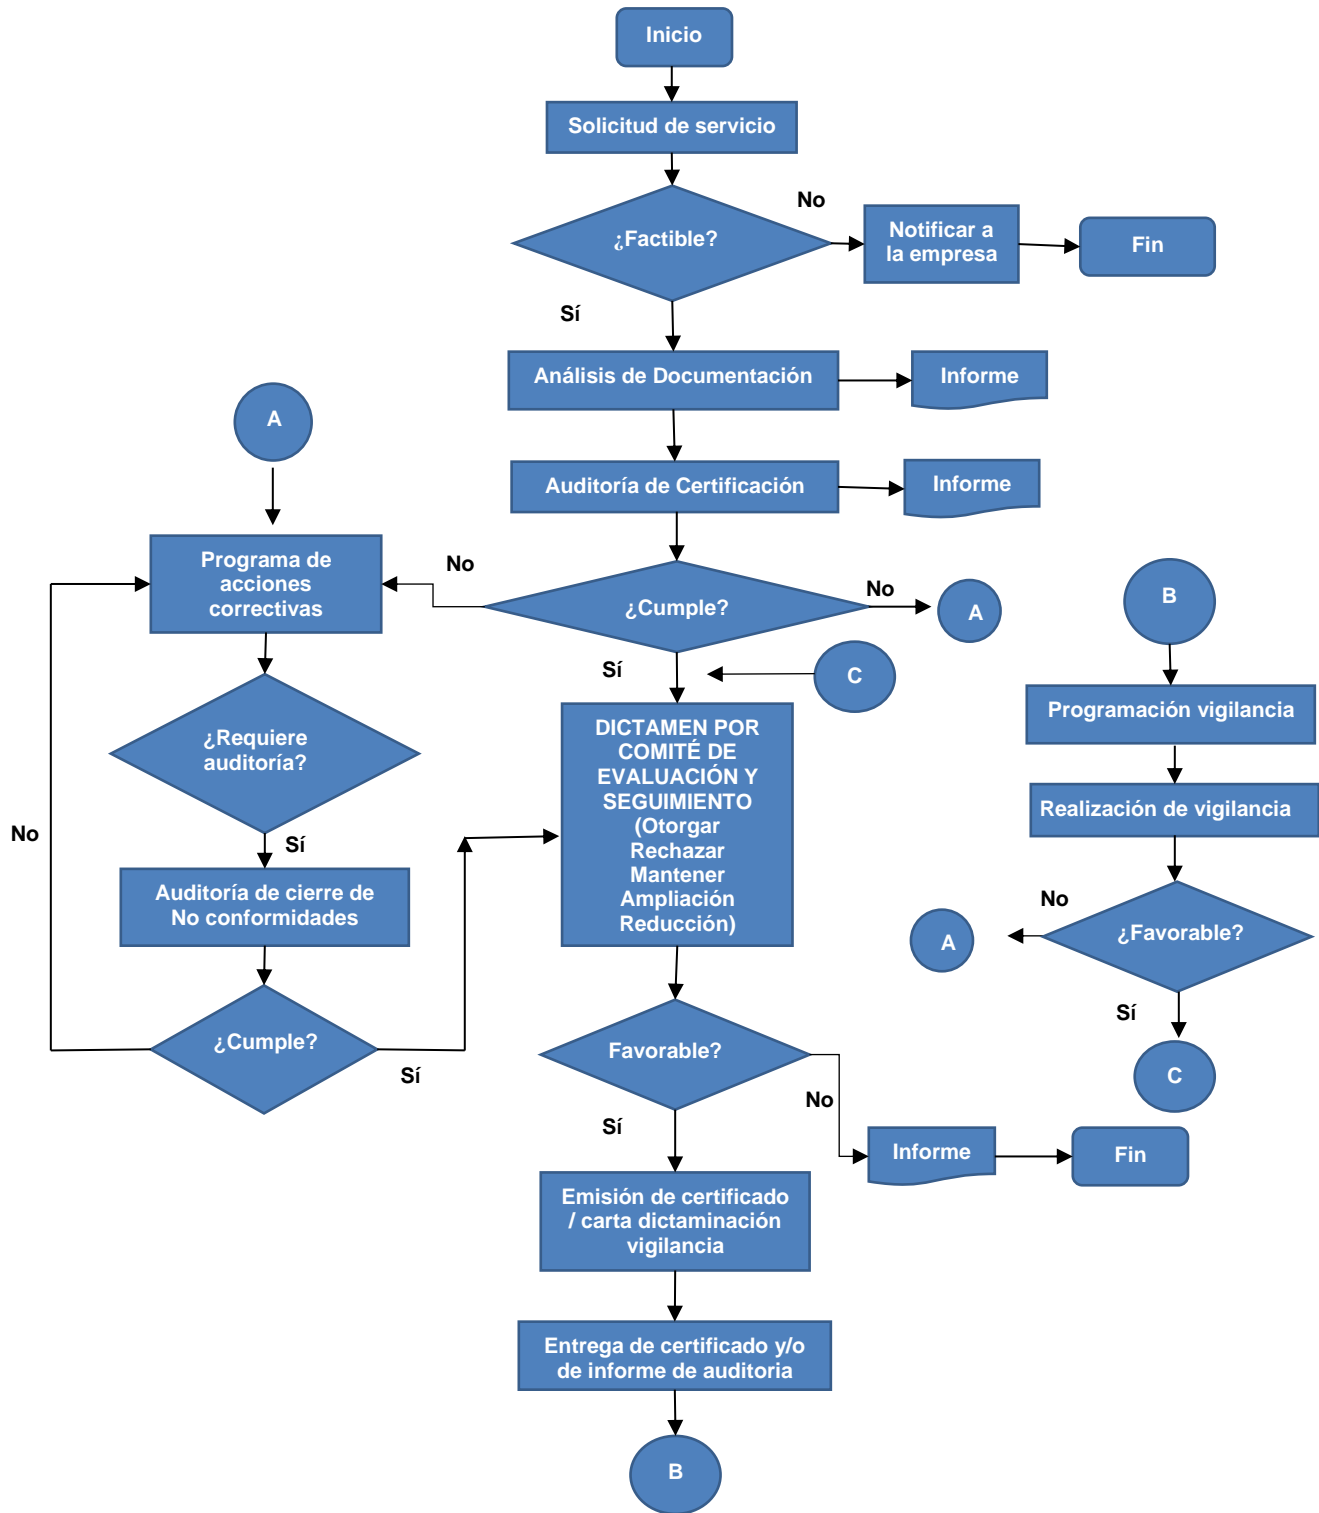 Inicio
Solicitud de servicio
¿Factible?
No
Notificar a
la empresa
Fin
Sí
Análisis de Documentación
Informe
A
Auditoría de Certificación
Informe
Programa de
acciones
correctivas
No
¿Cumple?
No
A
B
Sí
C
Programación vigilancia
¿Requiere
auditoría?
DICTAMEN POR
COMITÉ DE
EVALUACIÓN Y
SEGUIMIENTO
(Otorgar
Rechazar
Mantener
Ampliación
Reducción)
Realización de vigilancia
No
Sí
Auditoría de cierre de
No conformidades
No
¿Favorable?
A
Sí
¿Cumple?
Sí
Favorable?
C
No
Sí
Informe
Fin
Emisión de certificado
/ carta dictaminación
vigilancia
Entrega de certificado y/o
de informe de auditoria
B